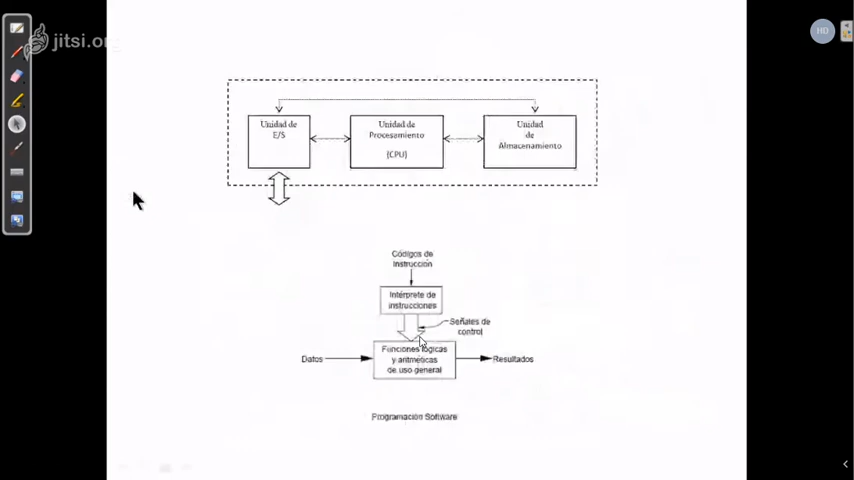 jitsi.org
HD
Unidad de
E/S
Unidad de
Procesamiento
(CPU)
Unidad
de
Almacenamiento
Códigos de
instrucción
Intérprete de
instrucciones
Señales de
control
Datos
Funciones lógicas
y aritméticas
de uso general
Resultados
Programación Software